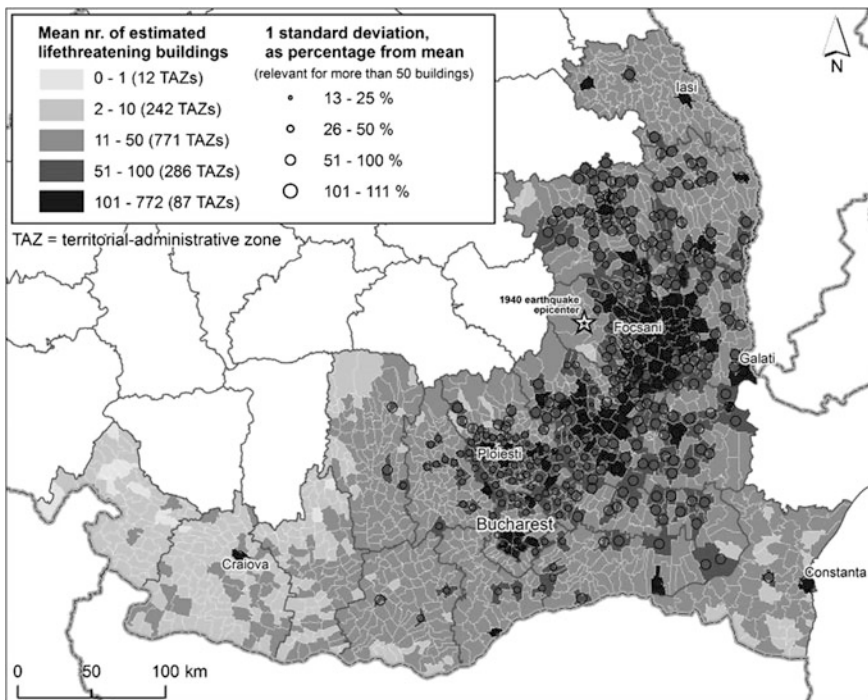 Mean nr. of estimated
lifethreatening buildings
0 - 1 (12 TAZs)
2 - 10 (242 TAZs)
11 - 50 (771 TAZs)
51 - 100 (286 TAZs)
101 - 772 (87 TAZs)
1 standard deviation,
as percentage from mean
(relevant for more than 50 buildings)
13 - 25 %
26 - 50 %
51 - 100 %
101 - 111 %
TAZ = territorial-administrative zone
N
Iasi
1940 earthquake
epicenter
Focsani
Galati
Ploiesti
Bucharest
Craiova
Constanta
0 50 100 km